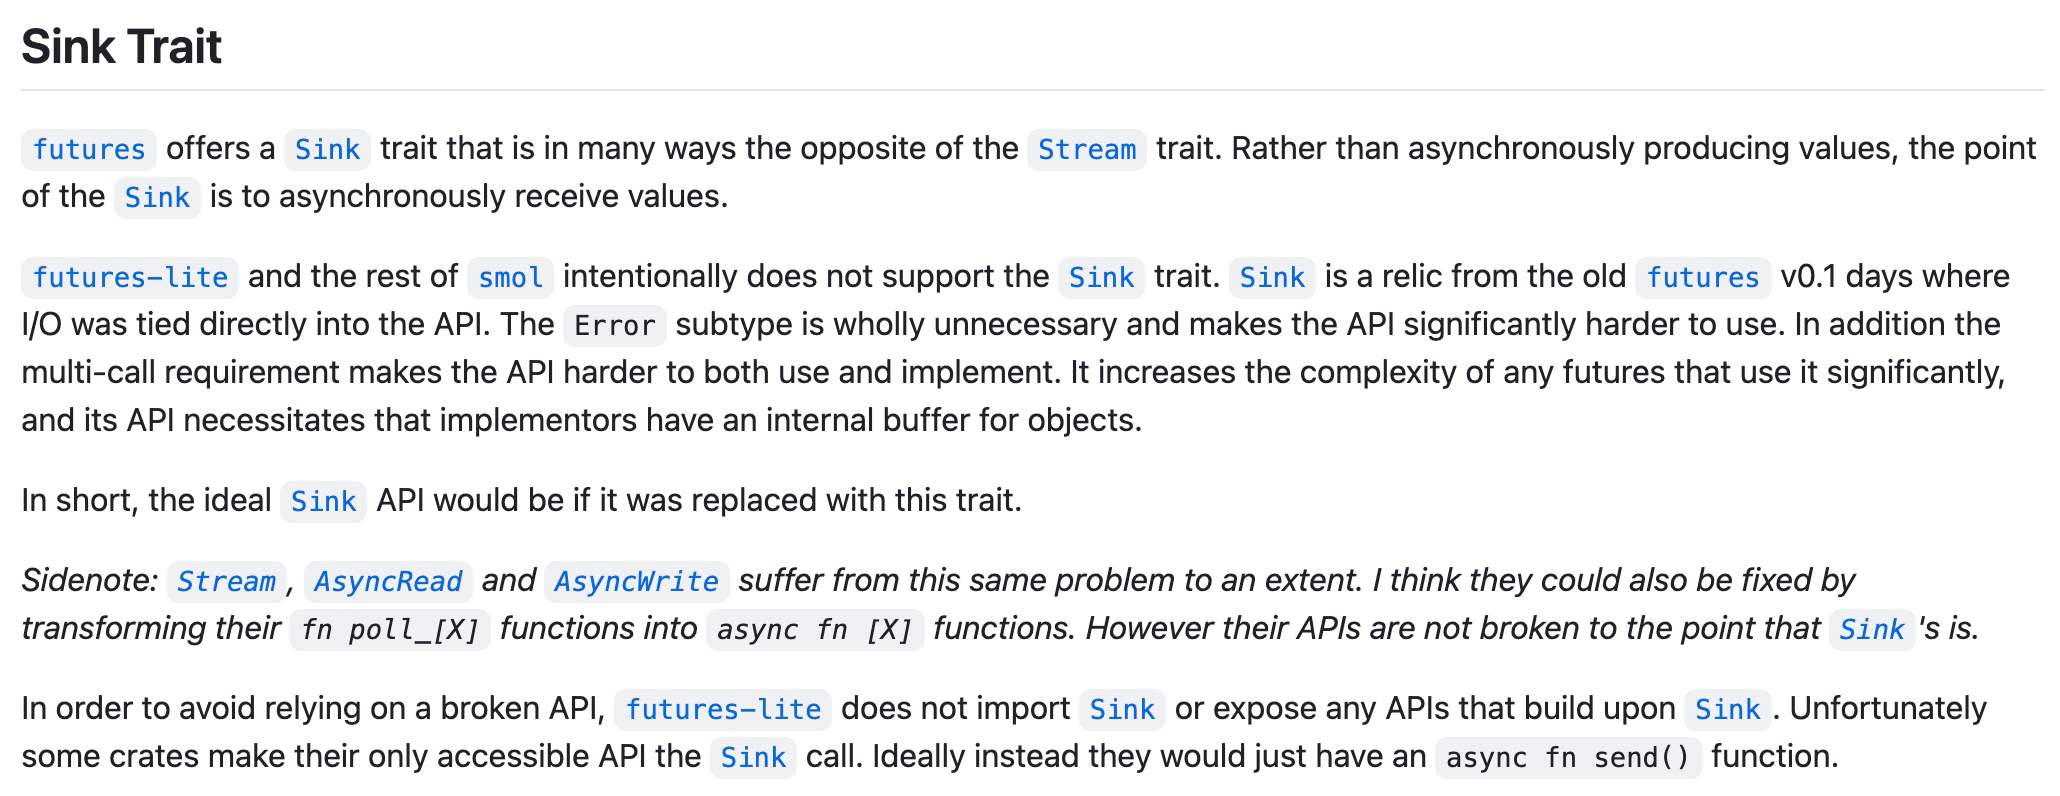 Sink Trait
futures offers a Sink trait that is in many ways the opposite of the Stream trait. Rather than asynchronously producing values, the point
of the Sink is to asynchronously receive values.
futures-lite and the rest of smol intentionally does not support the Sink trait. Sink is a relic from the old futures v0.1 days where
I/O was tied directly into the API. The Error subtype is wholly unnecessary and makes the API significantly harder to use. In addition the
multi-call requirement makes the API harder to both use and implement. It increases the complexity of any futures that use it significantly,
and its API necessitates that implementors have an internal buffer for objects.
In short, the ideal Sink API would be if it was replaced with this trait.
Sidenote: Stream, AsyncRead and AsyncWrite suffer from this same problem to an extent. I think they could also be fixed by
transforming their fn poll_[X] functions into async fn [X] functions. However their APIs are not broken to the point that Sink's is.
In order to avoid relying on a broken API, futures-lite does not import Sink or expose any APIs that build upon Sink. Unfortunately
some crates make their only accessible API the Sink call. Ideally instead they would just have an async fn send() function.